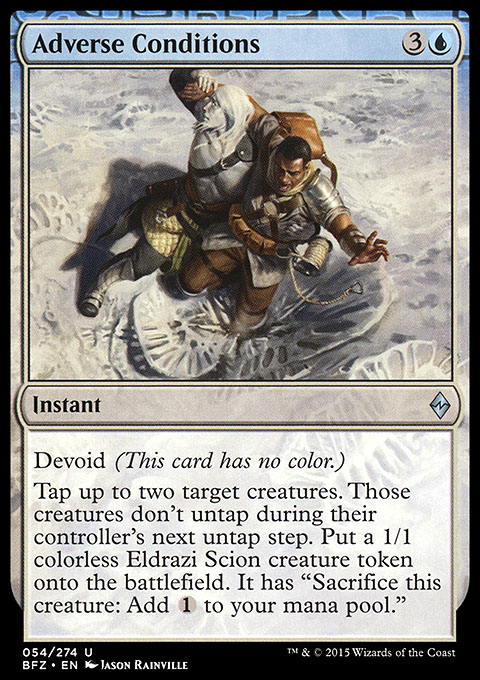 Adverse Conditions 3
Instant
Devoid (This card has no color.)
Tap up to two target creatures. Those
creatures don't untap during their
controller's next untap step. Put a 1/1
colorless Eldrazi Scion creature token
onto the battlefield. It has “Sacrifice this
creature: Add 1 to your mana pool.”
054/274 U
BFZ • EN Jason Rainville
™ & © 2015 Wizards of the Coast